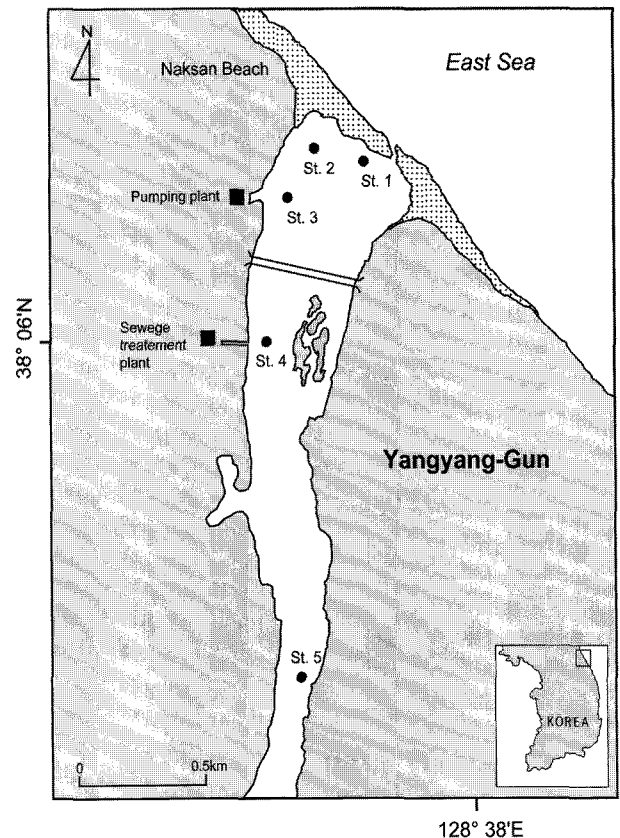 N
Naksan Beach
East Sea
St. 2
St. 1
Pumping plant
St. 3
38° 06'N
Sewege
treatement
plant
St. 4
Yangyang-Gun
St. 5
KOREA
0
0.5km
128° 38'E